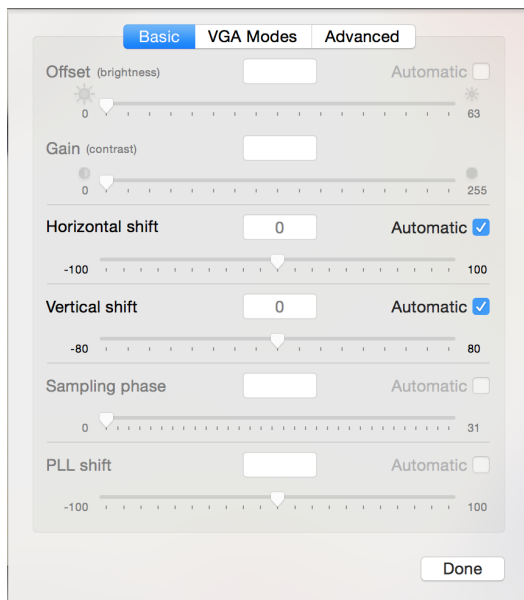 Basic VGA Modes Advanced
Offset (brightness) Automatic
0 63
Gain (contrast)
0 255
Horizontal shift 0 Automatic
-100 100
Vertical shift 0 Automatic
-80 80
Sampling phase Automatic
0 31
PLL shift Automatic
-100 100
Done